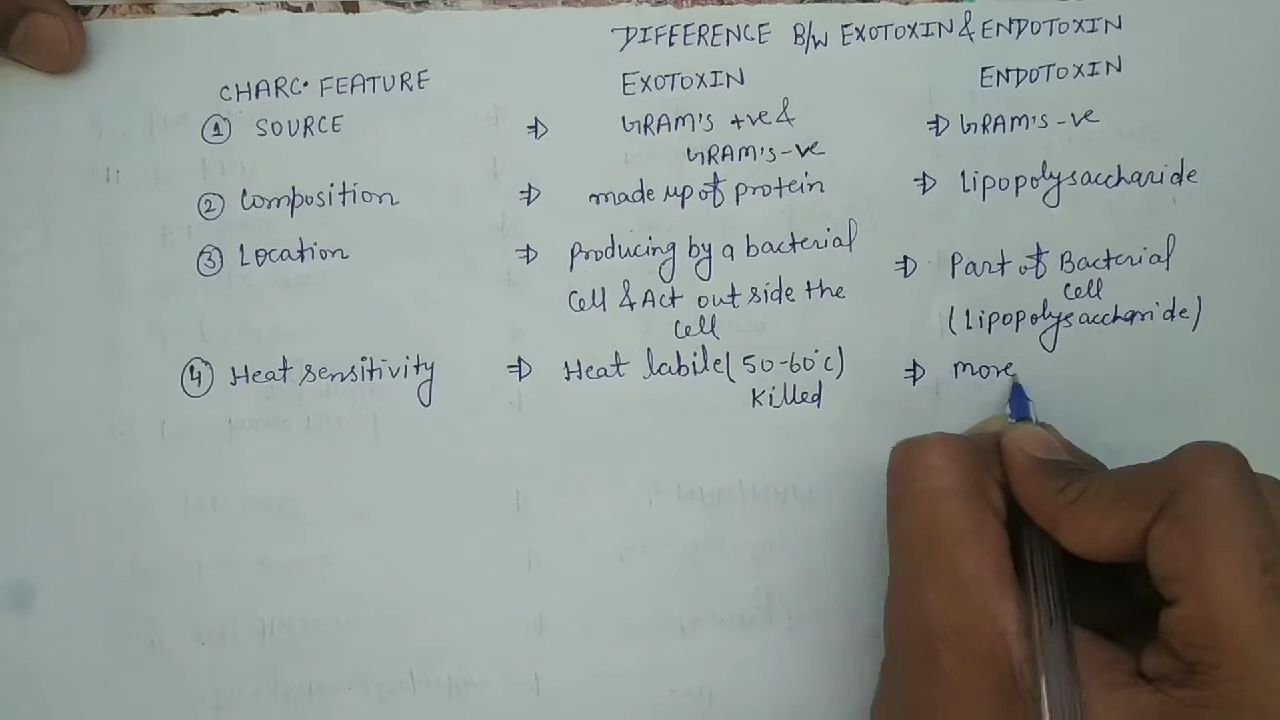 DIFFERENCE B/W EXOTOXIN & ENDOTOXIN
CHARC. FEATURE EXOTOXIN ENDOTOXIN
① SOURCE ⇒ GRAM'S +ve & ⇒ GRAM'S -ve
GRAM'S -ve
② Composition ⇒ made up of protein ⇒ Lipopolysaccharide
③ Location ⇒ Producing by a bacterial ⇒ Part of Bacterial
Cell & Act out side the Cell
Cell (Lipopolysaccharide)
④ Heat sensitivity ⇒ Heat labile (50-60°C) ⇒ more
Killed